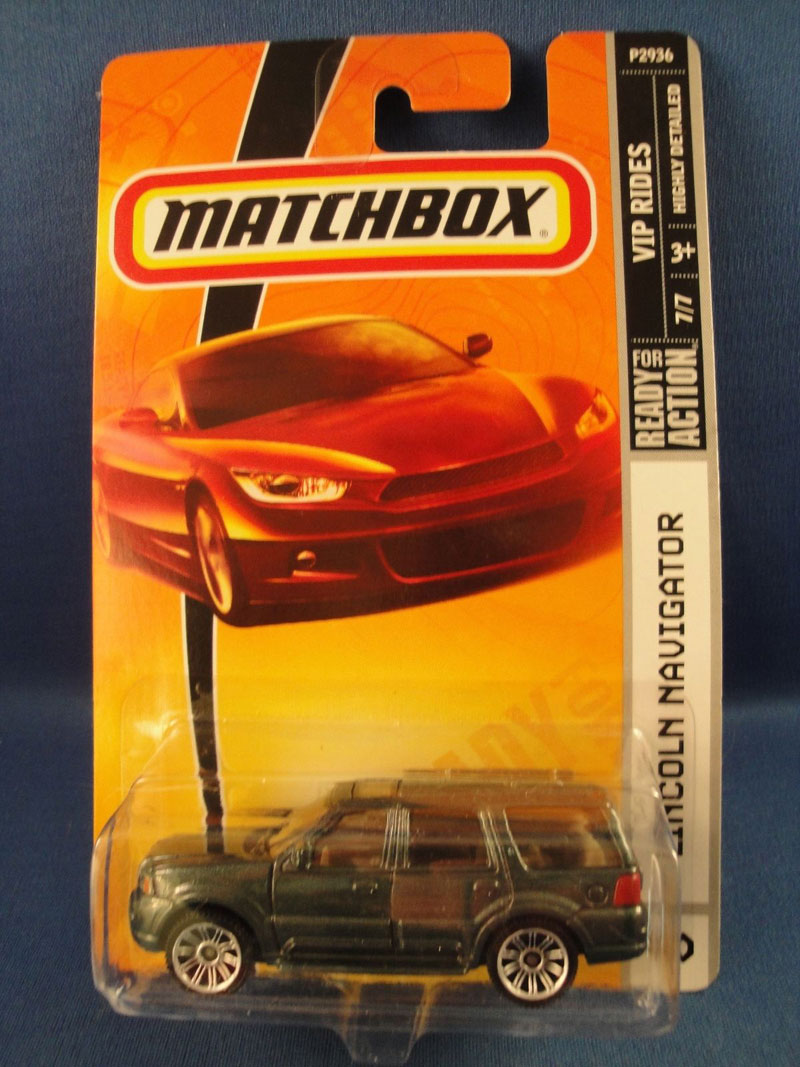 P2936
MATCHBOX®
VIP RIDES
HIGHLY DETAILED
7/7
3+
READY FOR ACTION
LINCOLN NAVIGATOR